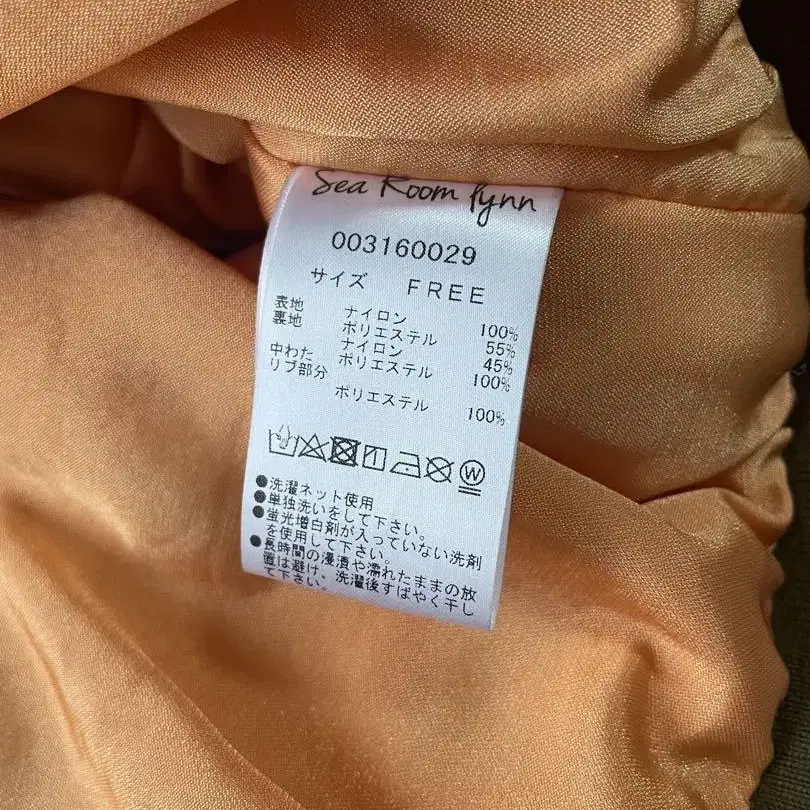 Sea Room lynn
003160029
サイズ FREE
表地 ナイロン 100%
裏地 ポリエステル 55%
ナイロン 45%
中わた ポリエステル 100%
リブ部分
ポリエステル 100%
W
●洗濯ネット使用
●単独洗いをして下さい。
●蛍光増白剤が入っていない洗剤
を使用して下さい。
●長時間の浸漬や濡れたままの放
置は避け、洗濯後すばやく干し
て下さい。